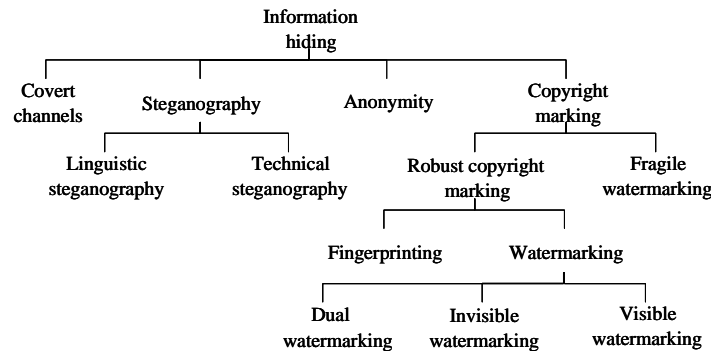 Information
hiding
Covert
channels
Steganography
Anonymity
Copyright
marking
Linguistic
steganography
Technical
steganography
Robust copyright
marking
Fragile
watermarking
Fingerprinting
Watermarking
Dual
watermarking
Invisible
watermarking
Visible
watermarking